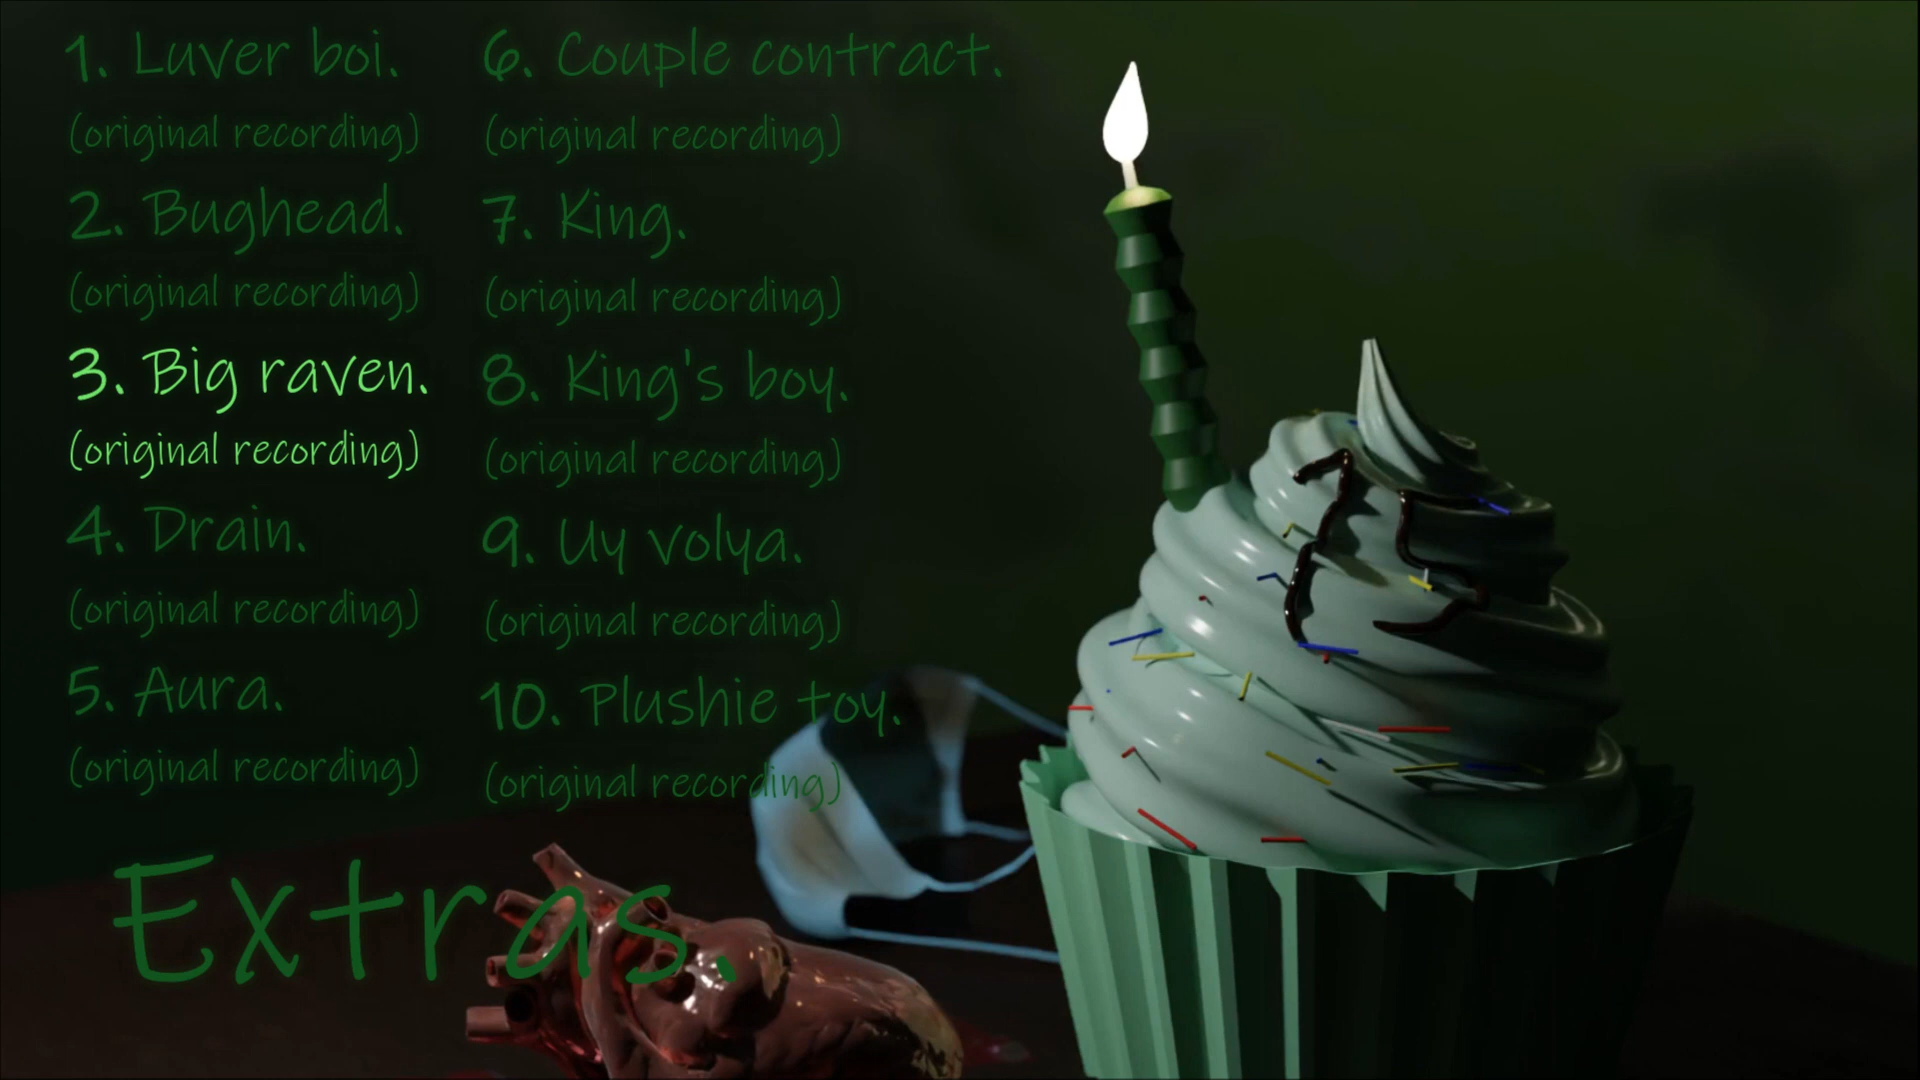 1. Luver boi.
(original recording)
2. Bughead.
(original recording)
3. Big raven.
(original recording)
4. Drain.
(original recording)
5. Aura.
(original recording)
6. Couple contract.
(original recording)
7. King.
(original recording)
8. King's boy.
(original recording)
9. Uy volya.
(original recording)
10. Plushie toy.
(original recording)
Extras.